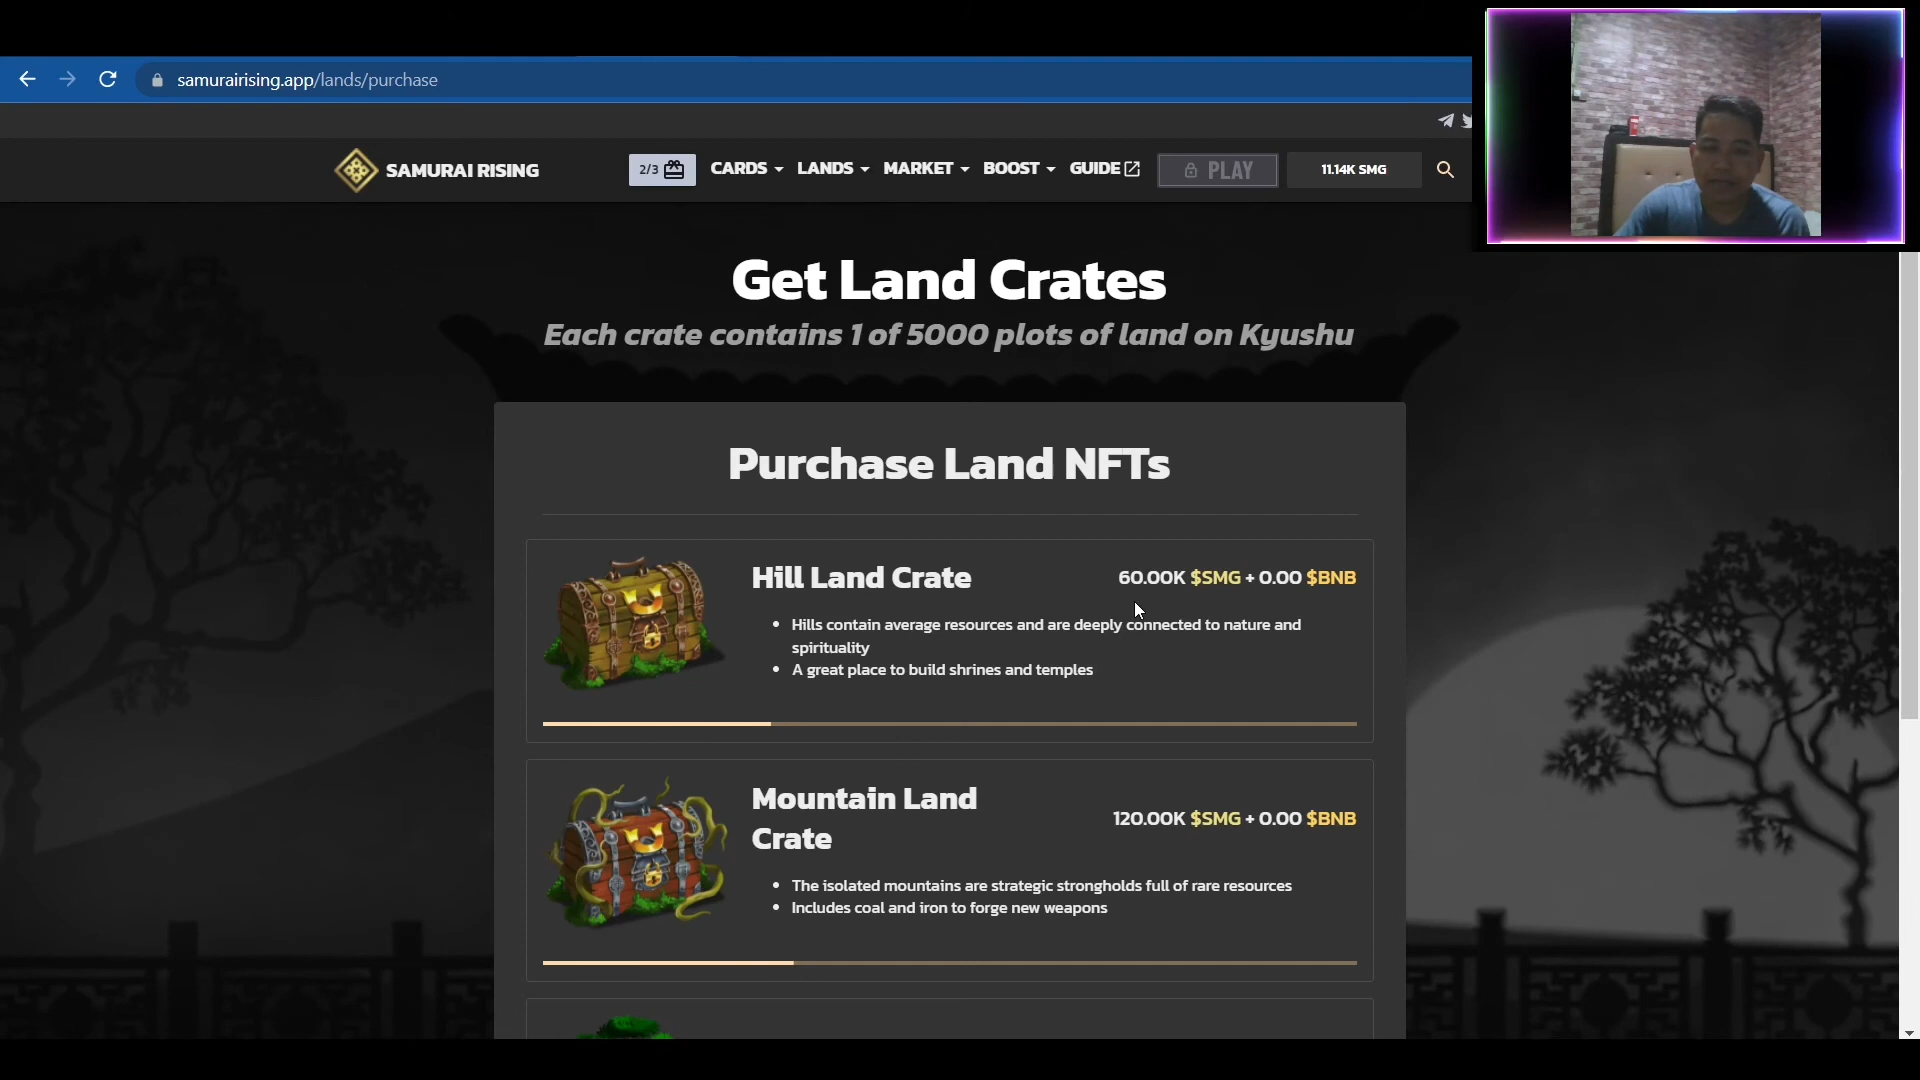 samurairising.app/lands/purchase
SAMURAI RISING
2/3
CARDS
LANDS
MARKET
BOOST
GUIDE
PLAY
11.14K SMG
Get Land Crates
Each crate contains 1 of 5000 plots of land on Kyushu
Purchase Land NFTs
Hill Land Crate
60.00K $SMG + 0.00 $BNB
Hills contain average resources and are deeply connected to nature and
spirituality
A great place to build shrines and temples
Mountain Land
Crate
120.00K $SMG + 0.00 $BNB
The isolated mountains are strategic strongholds full of rare resources
Includes coal and iron to forge new weapons